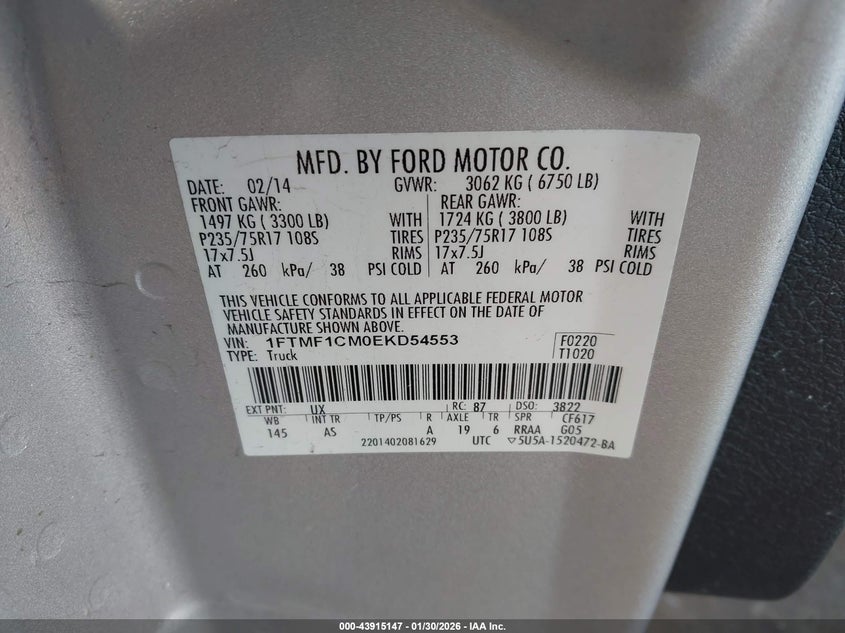 MFD. BY FORD MOTOR CO.
DATE: 02/14 GVWR: 3062 KG ( 6750 LB)
FRONT GAWR: REAR GAWR:
1497 KG ( 3300 LB) WITH 1724 KG ( 3800 LB) WITH
P235/75R17 108S TIRES P235/75R17 108S TIRES
17x7.5J RIMS 17x7.5J RIMS
AT 260 kPa/ 38 PSI COLD AT 260 kPa/ 38 PSI COLD
THIS VEHICLE CONFORMS TO ALL APPLICABLE FEDERAL MOTOR
VEHICLE SAFETY STANDARDS IN EFFECT ON THE DATE OF
MANUFACTURE SHOWN ABOVE.
VIN: 1FTMF1CM0EKD54553 F0220
TYPE: Truck T1020
EXT PNT: UX RC: 87 DSO: 3822
WB INT TR TP/PS R AXLE TR SPR CF617
145 AS A 19 6 RRAA G05
2201402081629 UTC ▽5U5A-1520472-BA
000-43915147 - 01/30/2026 - IAA Inc.